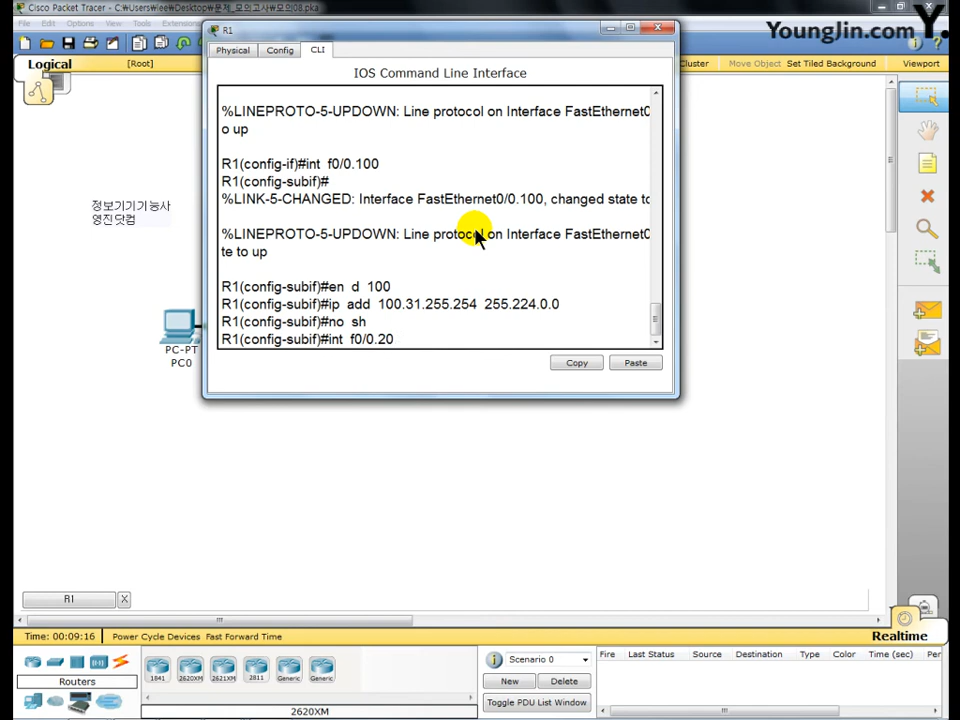 Cisco Packet Tracer - C:₩Users₩lee₩Desktop₩문제_모의고사₩모의08.pka
YoungJin.com Y.
File Edit Options View Tools Extensions
Logical
[Root]
Cluster
Move Object
Set Tiled Background
Viewport
R1
Physical
Config
CLI
IOS Command Line Interface
%LINEPROTO-5-UPDOWN: Line protocol on Interface FastEthernet0
o up
R1(config-if)#int f0/0.100
R1(config-subif)#
%LINK-5-CHANGED: Interface FastEthernet0/0.100, changed state to
%LINEPROTO-5-UPDOWN: Line protocol on Interface FastEthernet0
te to up
R1(config-subif)#en d 100
R1(config-subif)#ip add 100.31.255.254 255.224.0.0
R1(config-subif)#no sh
R1(config-subif)#int f0/0.20
Copy
Paste
정보기기기능사
영진닷컴
PC-PT
PC0
R1
X
Time: 00:09:16
Power Cycle Devices Fast Forward Time
Realtime
Routers
1841
2620XM
2621XM
2811
Generic
Generic
2620XM
Scenario 0
New
Delete
Toggle PDU List Window
Fire
Last Status
Source
Destination
Type
Color
Time (sec)
Per